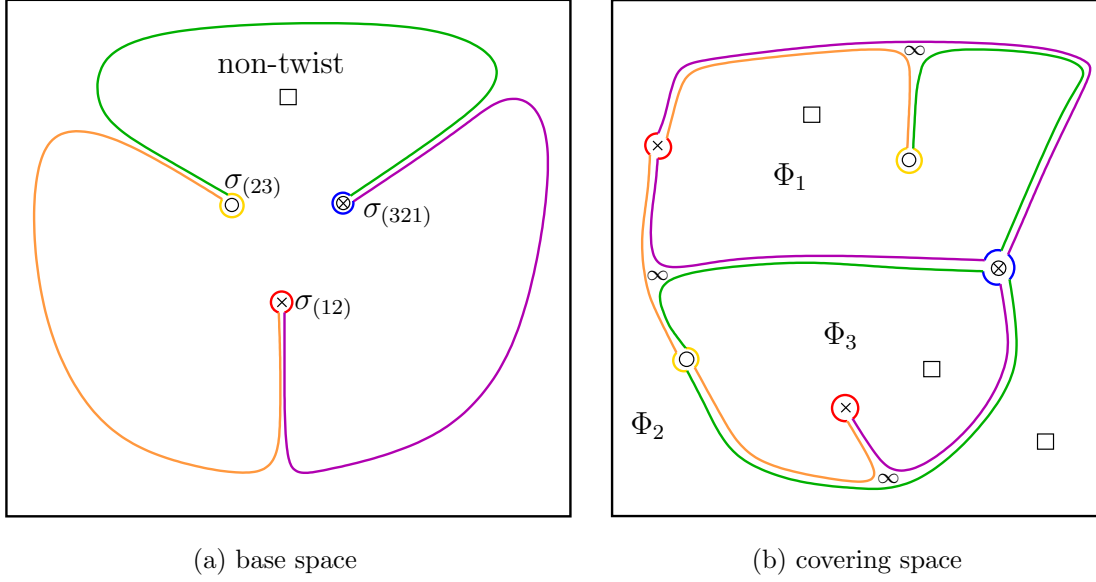 non-twist
σ(23)
σ(321)
σ(12)
(a) base space
∞
Φ1
∞
Φ3
Φ2
∞
(b) covering space